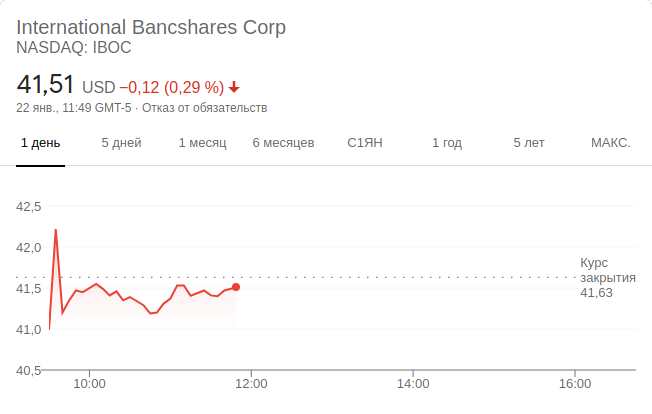 International Bancshares Corp
NASDAQ: IBOC
41,51 USD −0,12 (0,29 %)
22 янв., 11:49 GMT-5 · Отказ от обязательств
1 день 5 дней 1 месяц 6 месяцев С1ЯН 1 год 5 лет МАКС.
42,5
42,0
Курс
закрытия
41,63
41,5
41,0
40,5
10:00 12:00 14:00 16:00